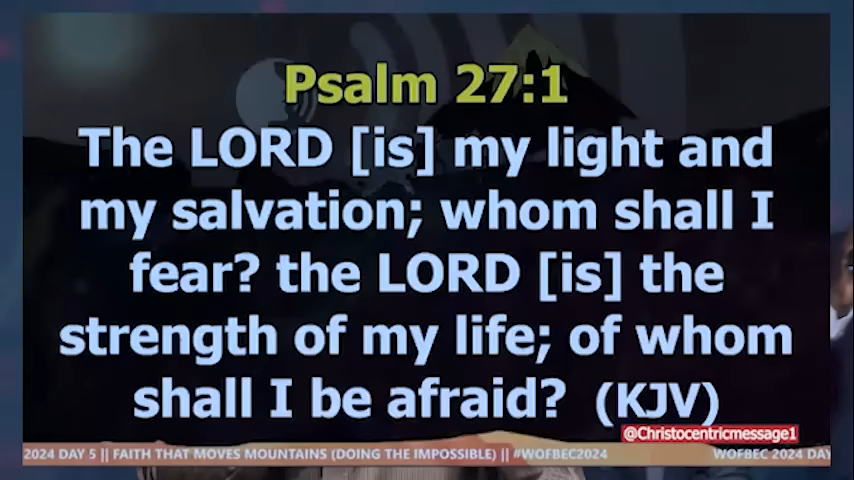 Psalm 27:1
The LORD [is] my light and
my salvation; whom shall I
fear? the LORD [is] the
strength of my life; of whom
shall I be afraid? (KJV)
@Christocentricmessage1
2024 DAY 5 || FAITH THAT MOVES MOUNTAINS (DOING THE IMPOSSIBLE) || #WOFBEC2024 WOFBEC 2024 DAY